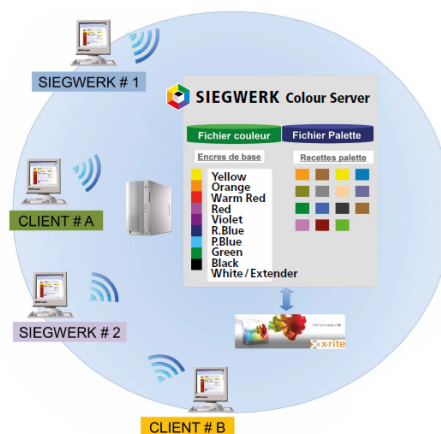 SIEGWERK # 1
SIEGWERK Colour Server
Fichier couleur
Fichier Palette
Encres de base
Recettes palette
Yellow
Orange
Warm Red
Red
Violet
R.Blue
P.Blue
Green
Black
White/Extender
CLIENT # A
SIEGWERK # 2
x-rite
CLIENT # B